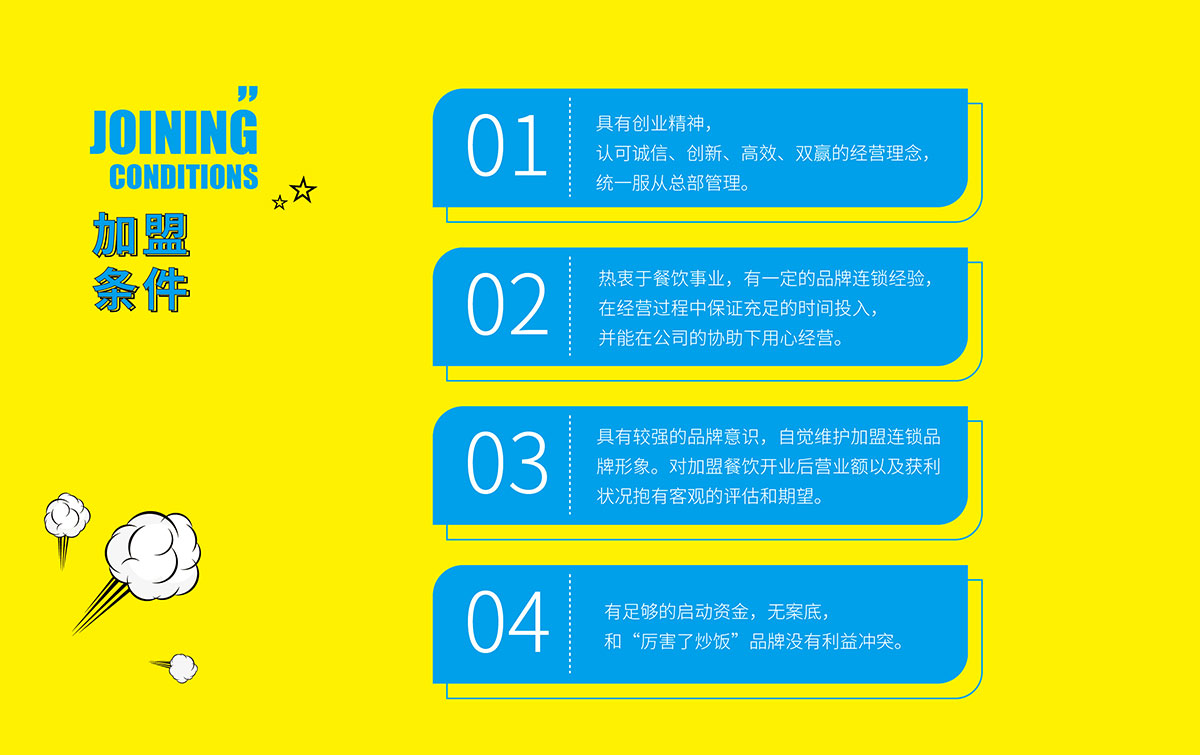 ”
JOINING
CONDITIONS
加盟
条件
01
具有创业精神，
认可诚信、创新、高效、双赢的经营理念，
统一服从总部管理。
02
热衷于餐饮事业，有一定的品牌连锁经验，
在经营过程中保证充足的时间投入，
并能在公司的协助下用心经营。
03
具有较强的品牌意识，自觉维护加盟连锁品
牌形象。对加盟餐饮开业后营业额以及获利
状况抱有客观的评估和期望。
04
有足够的启动资金，无案底，
和“厉害了炒饭”品牌没有利益冲突。